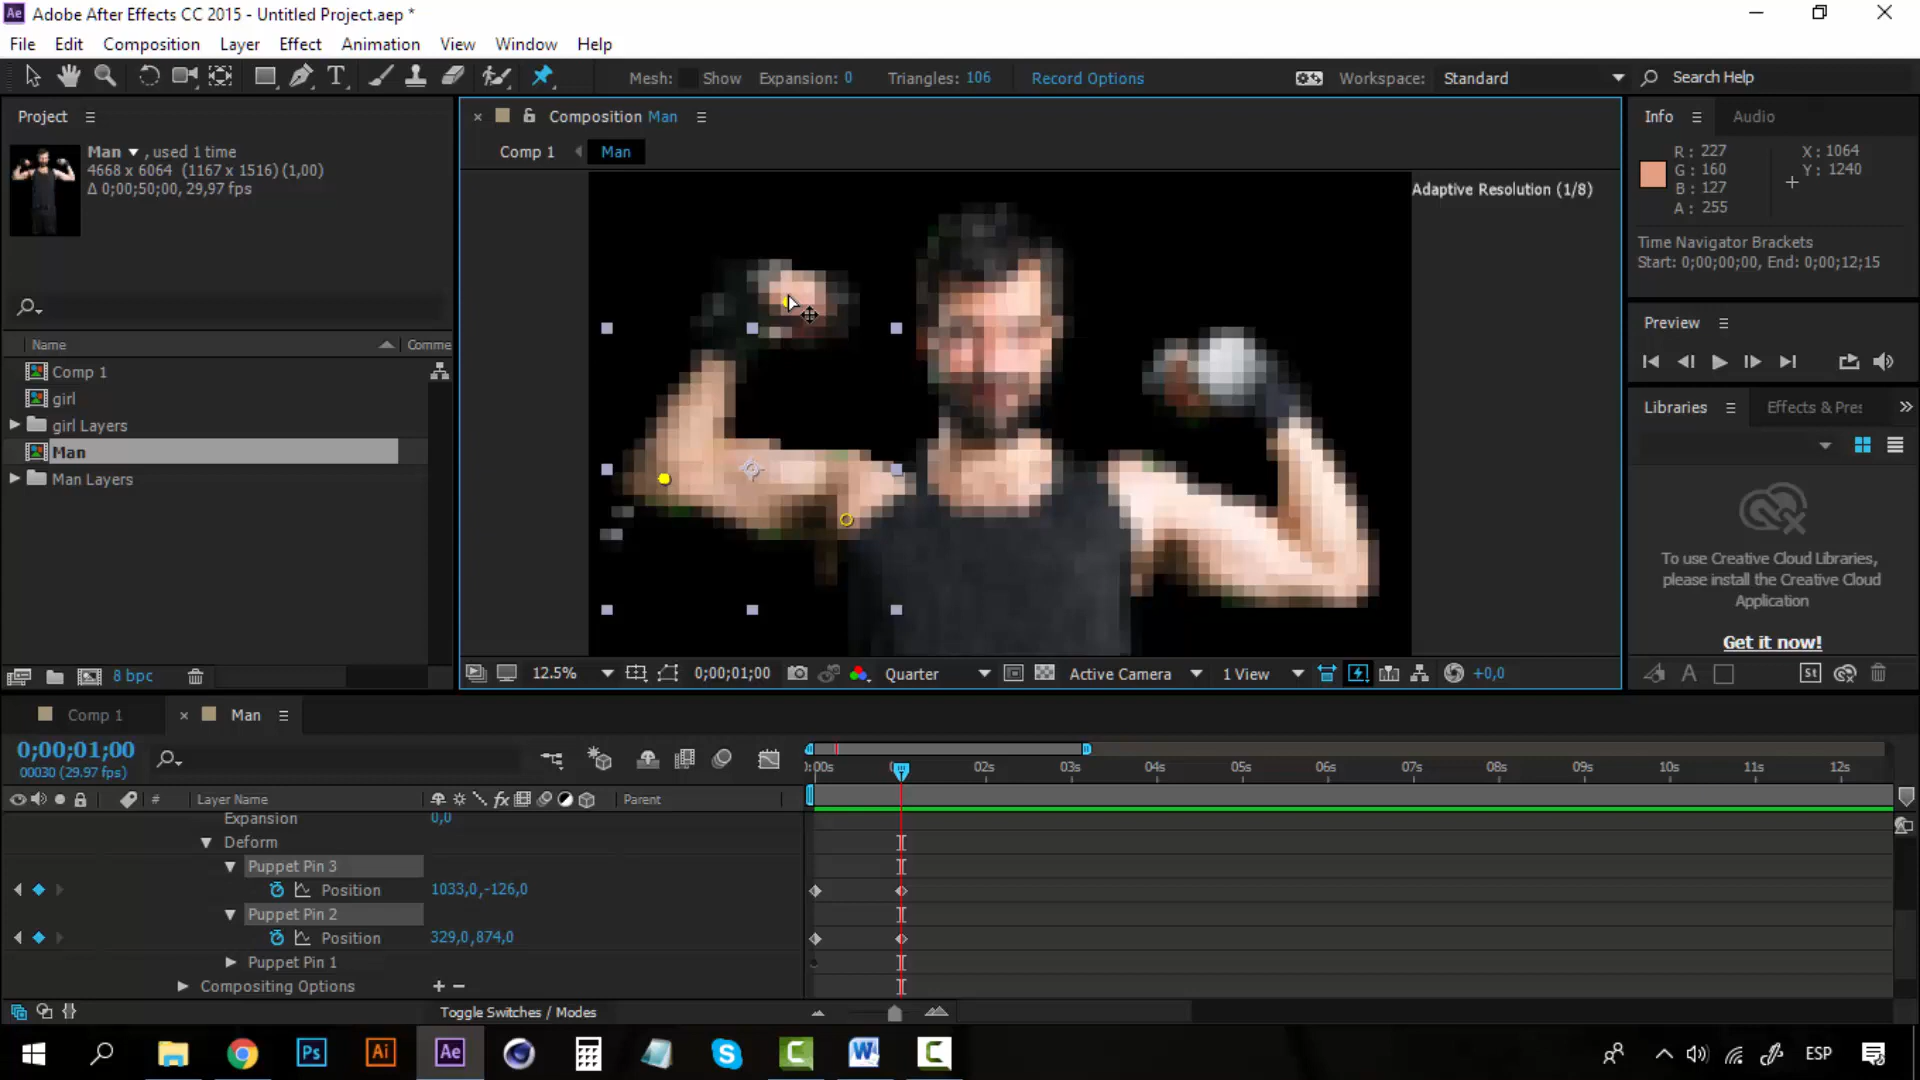 Adobe After Effects CC 2015 - Untitled Project.aep *
File Edit Composition Layer Effect Animation View Window Help
Mesh: Show Expansion: 0 Triangles: 106 Record Options Workspace: Standard Search Help
Project
Man , used 1 time
4668 x 6064 (1167 x 1516) (1,00)
Δ 0;00;50;00, 29,97 fps
Name Comme
Comp 1
girl
girl Layers
Man
Man Layers
8 bpc
Composition Man
Comp 1 Man
Adaptive Resolution (1/8)
12.5% 0;00;01;00 Quarter Active Camera 1 View +0,0
Info Audio
R: 227 X: 1064
G: 160 Y: 1240
B: 127
A: 255
Time Navigator Brackets
Start: 0;00;00;00, End: 0;00;12;15
Preview
Libraries Effects & Pres
To use Creative Cloud Libraries,
please install the Creative Cloud
Application
Get it now!
St
Comp 1 Man
0;00;01;00
00030 (29.97 fps)
0:00s 02s 03s 04s 05s 06s 07s 08s 09s 10s 11s 12s
# Layer Name fx Parent
Expansion 0,0
Deform
Puppet Pin 3
Position 1033,0,-126,0
Puppet Pin 2
Position 329,0,874,0
Puppet Pin 1
Compositing Options + −
Toggle Switches / Modes
Ps Ai Ae ESP